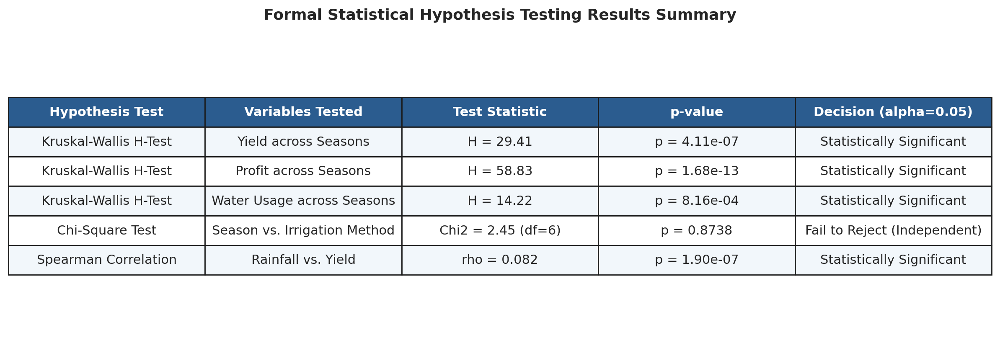 Formal Statistical Hypothesis Testing Results Summary
Hypothesis Test Variables Tested Test Statistic p-value Decision (alpha=0.05)
Kruskal-Wallis H-Test Yield across Seasons H = 29.41 p = 4.11e-07 Statistically Significant
Kruskal-Wallis H-Test Profit across Seasons H = 58.83 p = 1.68e-13 Statistically Significant
Kruskal-Wallis H-Test Water Usage across Seasons H = 14.22 p = 8.16e-04 Statistically Significant
Chi-Square Test Season vs. Irrigation Method Chi2 = 2.45 (df=6) p = 0.8738 Fail to Reject (Independent)
Spearman Correlation Rainfall vs. Yield rho = 0.082 p = 1.90e-07 Statistically Significant